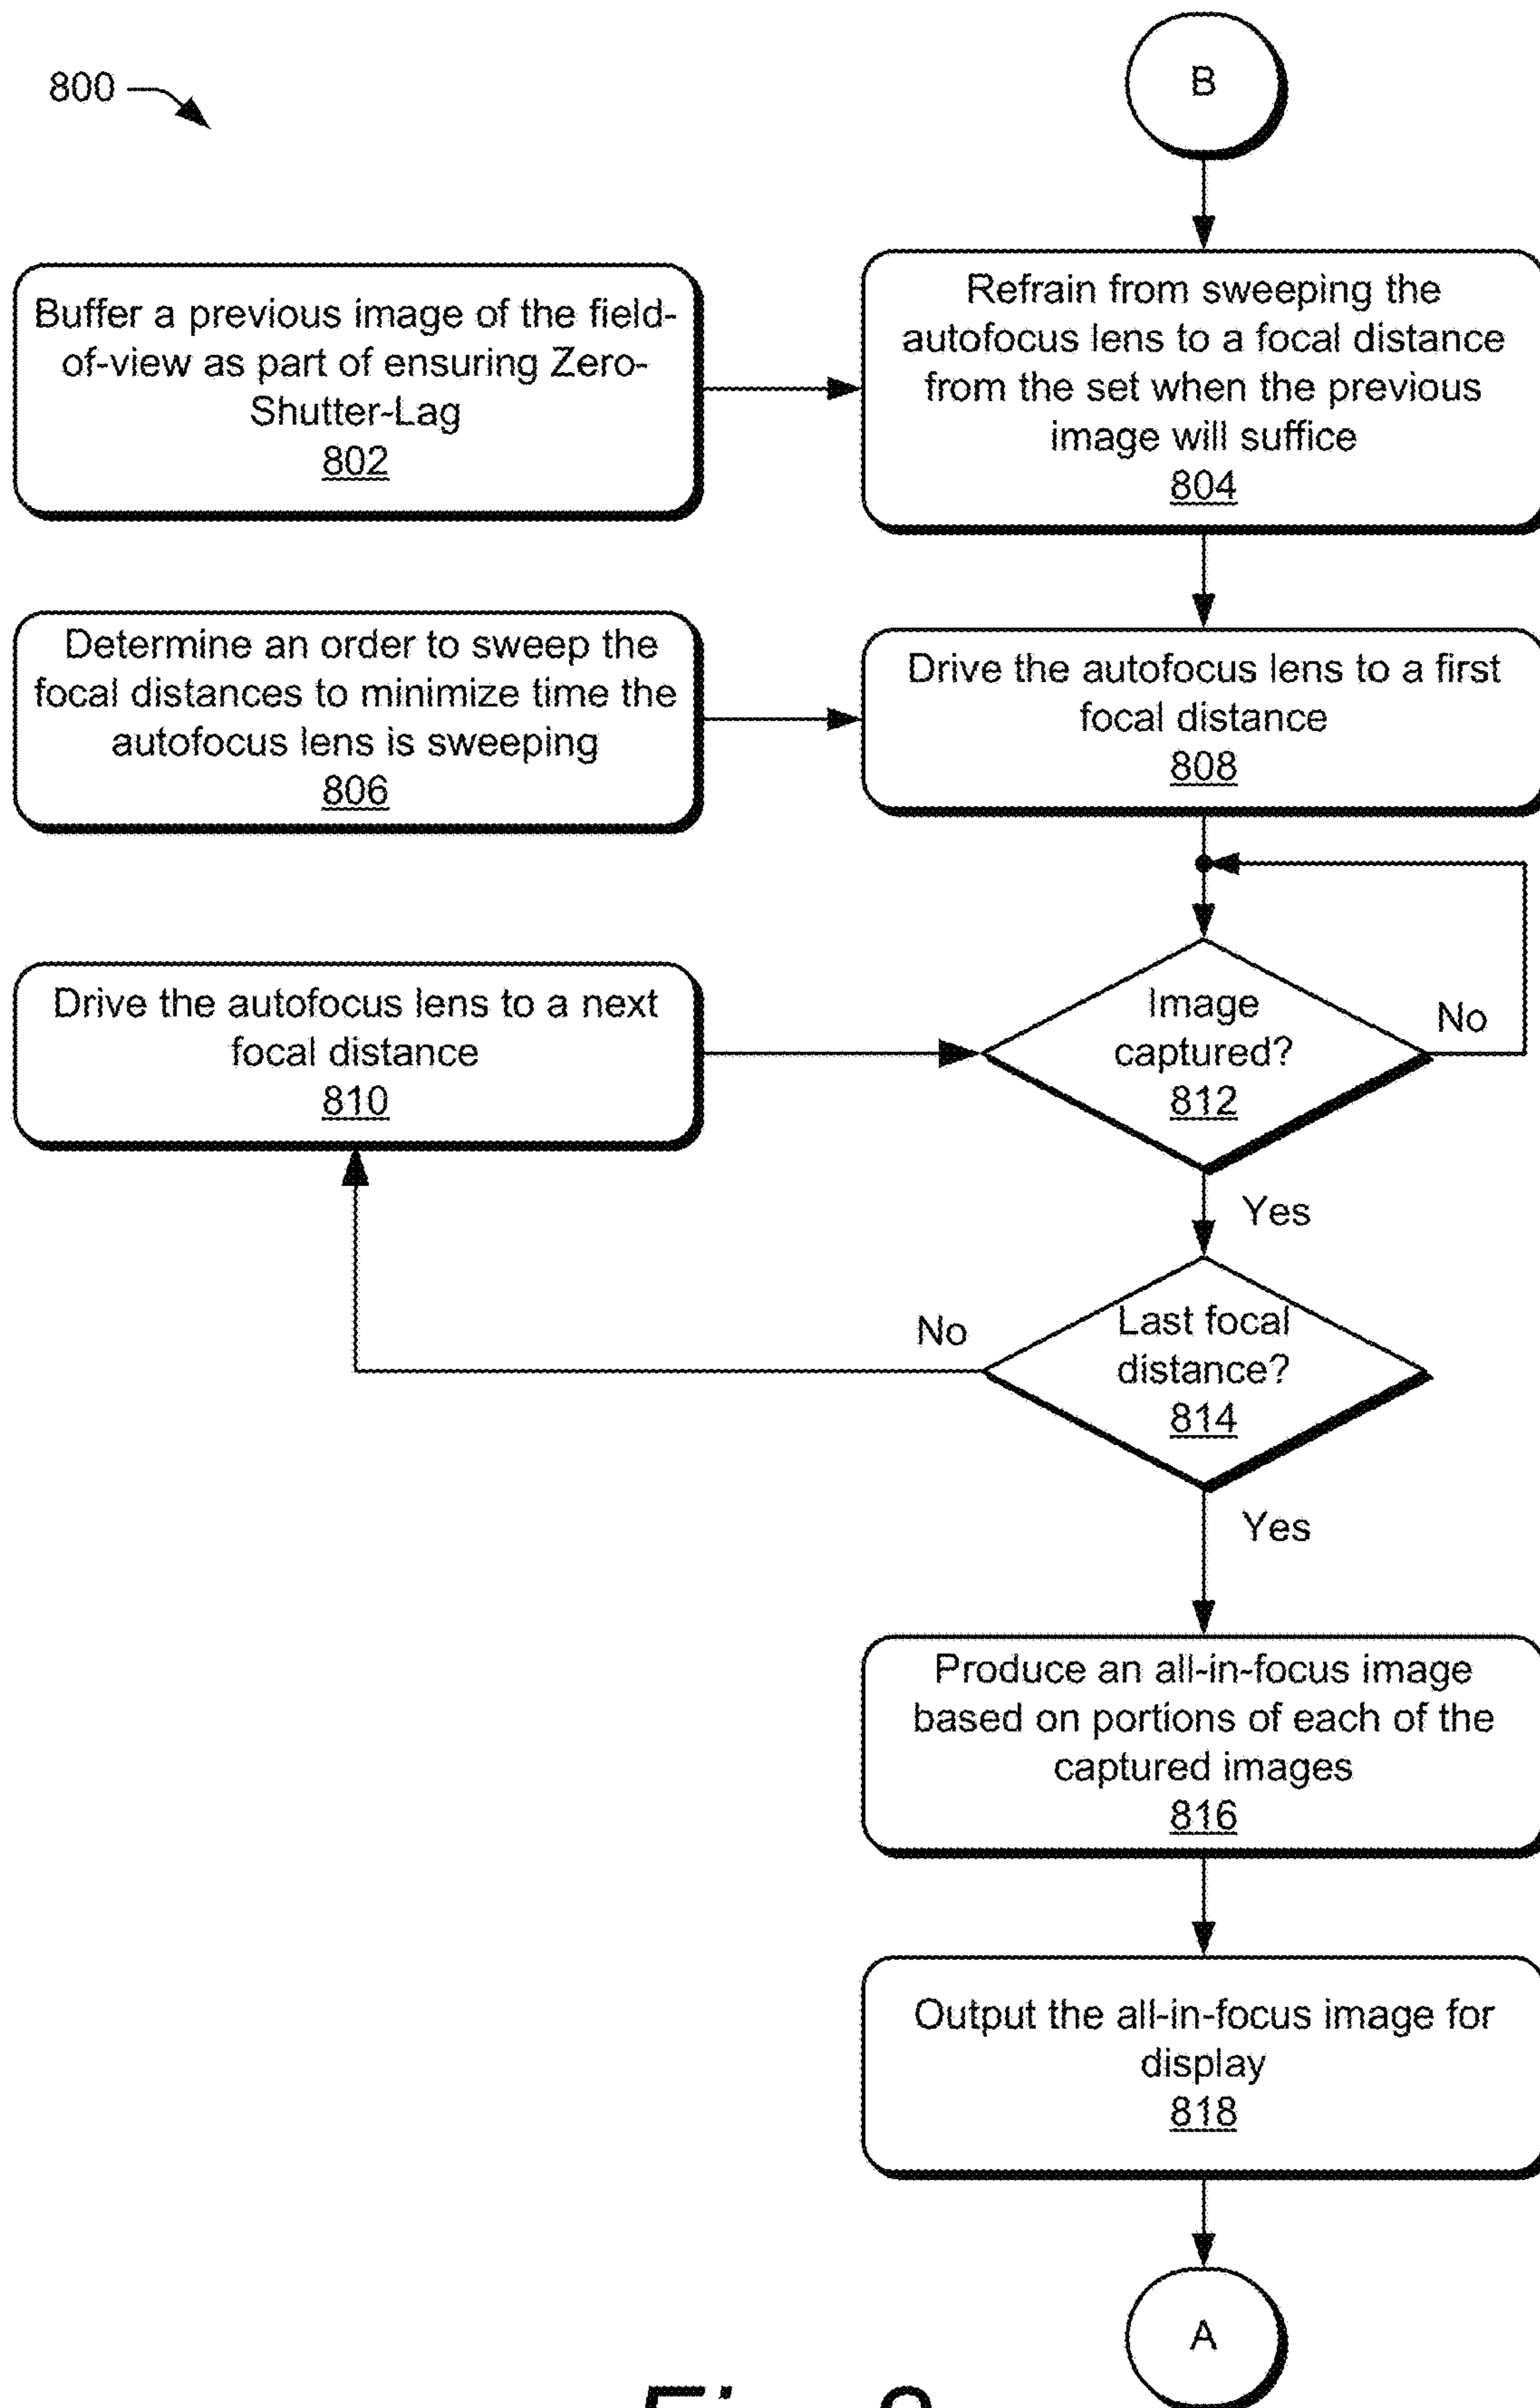 800
B
Buffer a previous image of the field-
of-view as part of ensuring Zero-
Shutter-Lag
802
Refrain from sweeping the
autofocus lens to a focal distance
from the set when the previous
image will suffice
804
Determine an order to sweep the
focal distances to minimize time the
autofocus lens is sweeping
806
Drive the autofocus lens to a first
focal distance
808
Drive the autofocus lens to a next
focal distance
810
Image
captured?
812
No
Yes
Last focal
distance?
814
No
Yes
Produce an all-in-focus image
based on portions of each of the
captured images
816
Output the all-in-focus image for
display
818
A